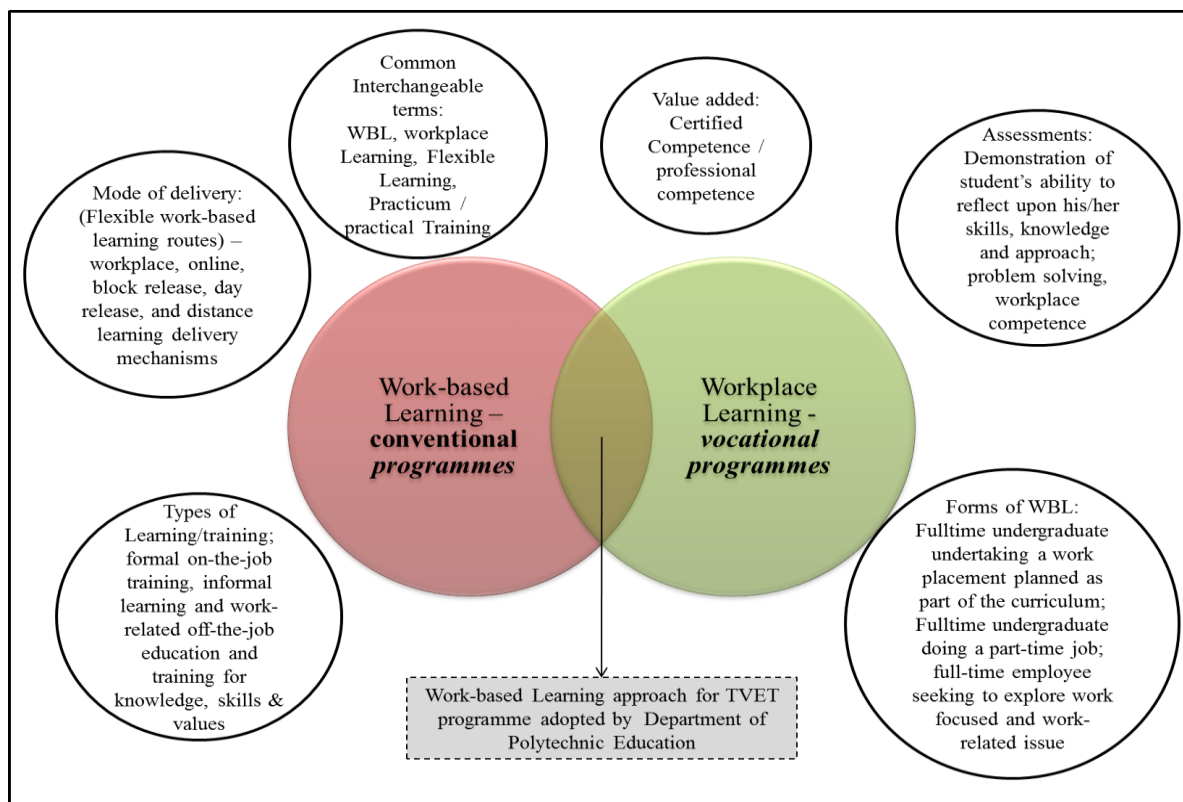 Common
Interchangeable
terms:
WBL, workplace
Learning, Flexible
Learning,
Practicum /
practical Training
Value added:
Certified
Competence /
professional
competence
Assessments:
Demonstration of
student's ability to
reflect upon his/her
skills, knowledge
and approach;
problem solving,
workplace
competence
Mode of delivery:
(Flexible work-based
learning routes) –
workplace, online,
block release, day
release, and distance
learning delivery
mechanisms
Work-based
Learning –
conventional
programmes
Workplace
Learning -
vocational
programmes
Types of
Learning/training;
formal on-the-job
training, informal
learning and work-
related off-the-job
education and
training for
knowledge, skills &
values
Forms of WBL:
Fulltime undergraduate
undertaking a work
placement planned as
part of the curriculum;
Fulltime undergraduate
doing a part-time job;
full-time employee
seeking to explore work
focused and work-
related issue
Work-based Learning approach for TVET
programme adopted by Department of
Polytechnic Education